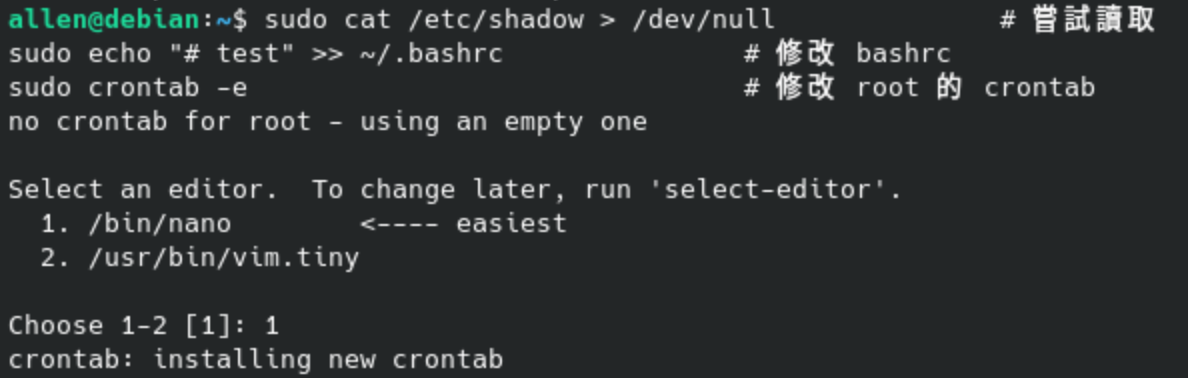 allen@debian:~$ sudo cat /etc/shadow > /dev/null              # 嘗試讀取
sudo echo "# test" >> ~/.bashrc               # 修改 bashrc
sudo crontab -e                               # 修改 root 的 crontab
no crontab for root - using an empty one

Select an editor.  To change later, run 'select-editor'.
  1. /bin/nano        <---- easiest
  2. /usr/bin/vim.tiny

Choose 1-2 [1]: 1
crontab: installing new crontab